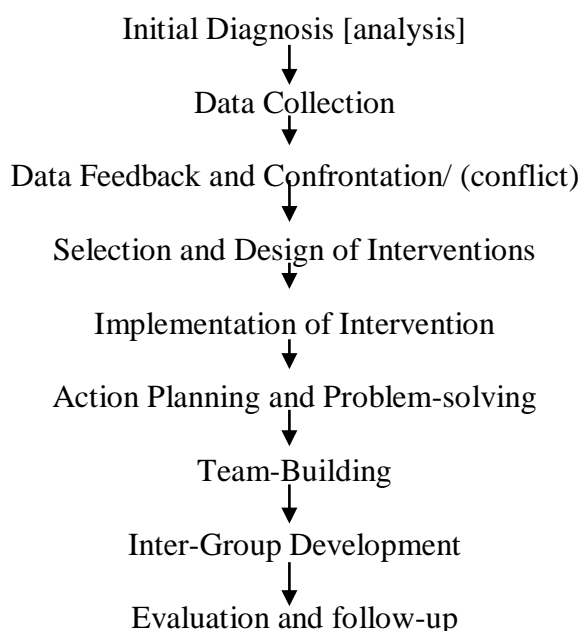 Initial Diagnosis [analysis]
Data Collection
Data Feedback and Confrontation/ (conflict)
Selection and Design of Interventions
Implementation of Intervention
Action Planning and Problem-solving
Team-Building
Inter-Group Development
Evaluation and follow-up